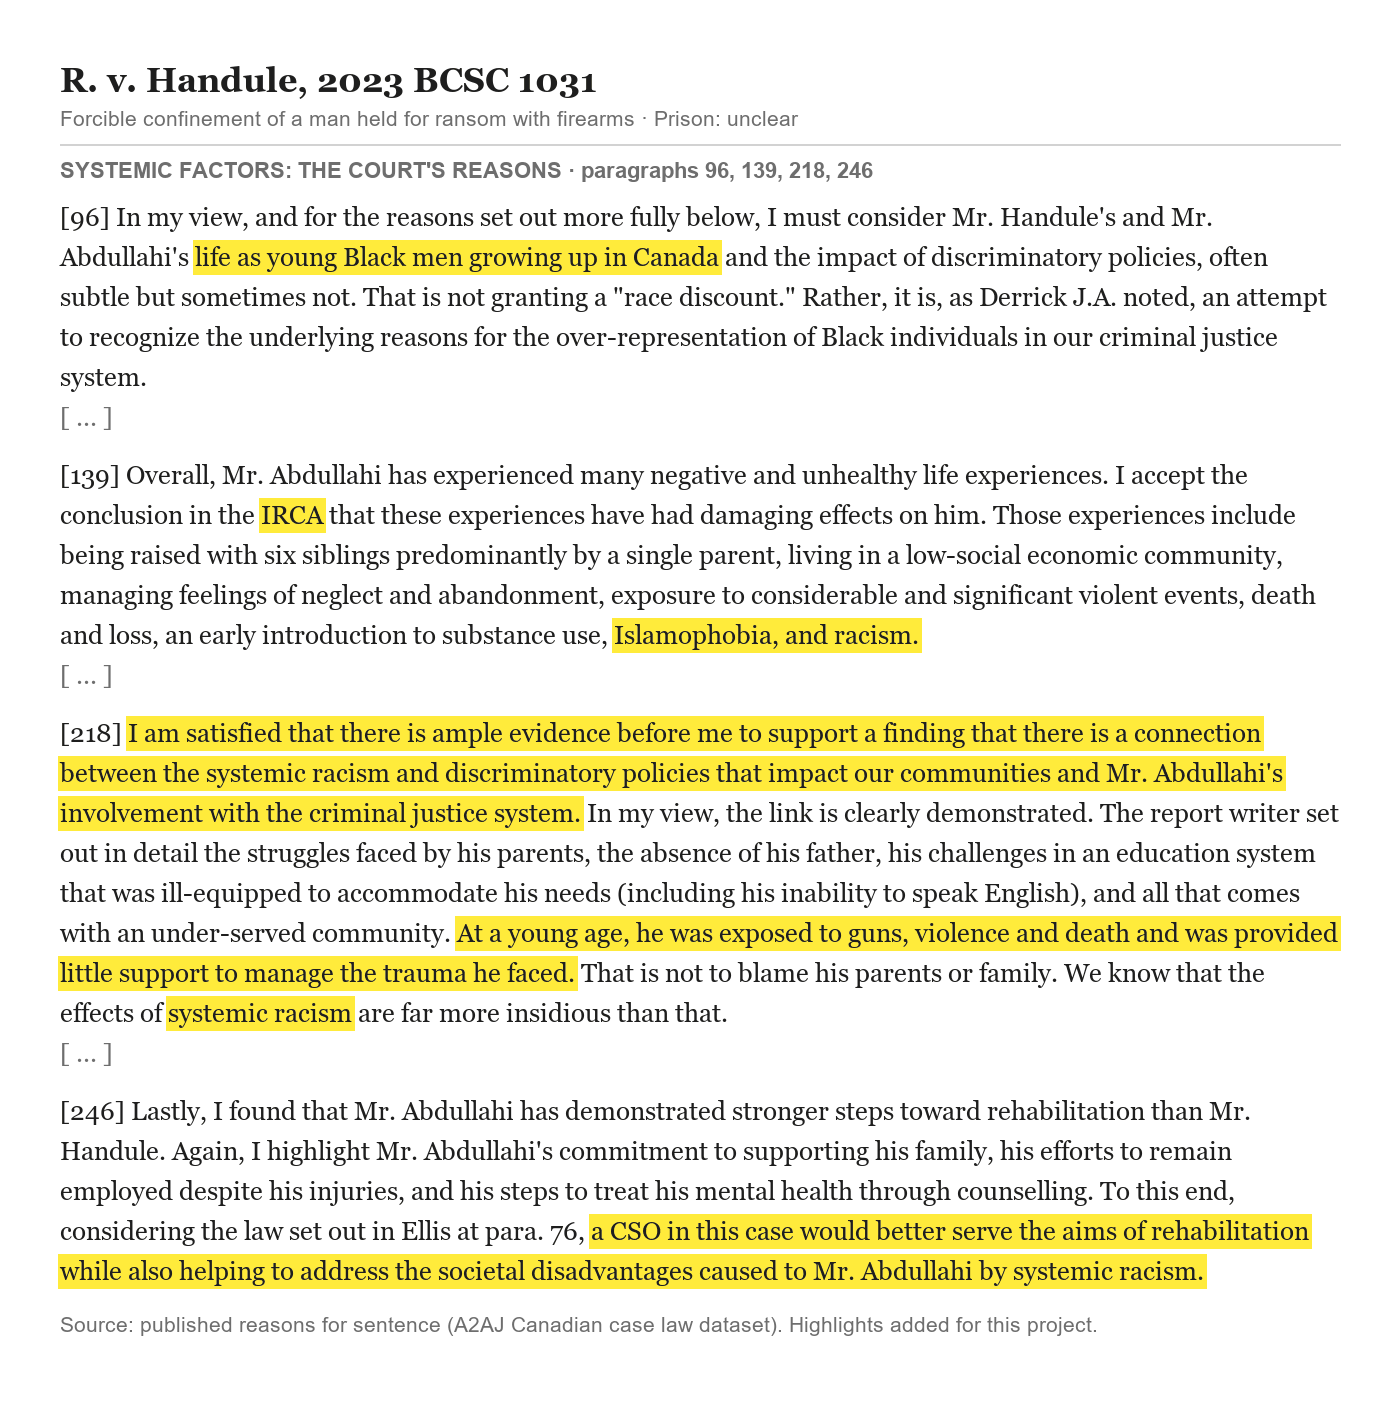 R. v. Handule, 2023 BCSC 1031
Forcible confinement of a man held for ransom with firearms · Prison: unclear
SYSTEMIC FACTORS: THE COURT'S REASONS · paragraphs 96, 139, 218, 246
[96] In my view, and for the reasons set out more fully below, I must consider Mr. Handule's and Mr.
Abdullahi's life as young Black men growing up in Canada and the impact of discriminatory policies, often
subtle but sometimes not. That is not granting a "race discount." Rather, it is, as Derrick J.A. noted, an attempt
to recognize the underlying reasons for the over-representation of Black individuals in our criminal justice
system.
[ ... ]
[139] Overall, Mr. Abdullahi has experienced many negative and unhealthy life experiences. I accept the
conclusion in the IRCA that these experiences have had damaging effects on him. Those experiences include
being raised with six siblings predominantly by a single parent, living in a low-social economic community,
managing feelings of neglect and abandonment, exposure to considerable and significant violent events, death
and loss, an early introduction to substance use, Islamophobia, and racism.
[ ... ]
[218] I am satisfied that there is ample evidence before me to support a finding that there is a connection
between the systemic racism and discriminatory policies that impact our communities and Mr. Abdullahi's
involvement with the criminal justice system. In my view, the link is clearly demonstrated. The report writer set
out in detail the struggles faced by his parents, the absence of his father, his challenges in an education system
that was ill-equipped to accommodate his needs (including his inability to speak English), and all that comes
with an under-served community. At a young age, he was exposed to guns, violence and death and was provided
little support to manage the trauma he faced. That is not to blame his parents or family. We know that the
effects of systemic racism are far more insidious than that.
[ ... ]
[246] Lastly, I found that Mr. Abdullahi has demonstrated stronger steps toward rehabilitation than Mr.
Handule. Again, I highlight Mr. Abdullahi's commitment to supporting his family, his efforts to remain
employed despite his injuries, and his steps to treat his mental health through counselling. To this end,
considering the law set out in Ellis at para. 76, a CSO in this case would better serve the aims of rehabilitation
while also helping to address the societal disadvantages caused to Mr. Abdullahi by systemic racism.
Source: published reasons for sentence (A2AJ Canadian case law dataset). Highlights added for this project.